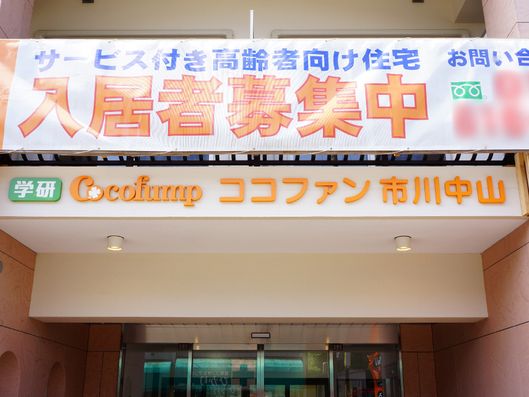 サービス付き高齢者向け住宅 お問い合
入居者募集中
学研 Cocofump ココファン 市川中山